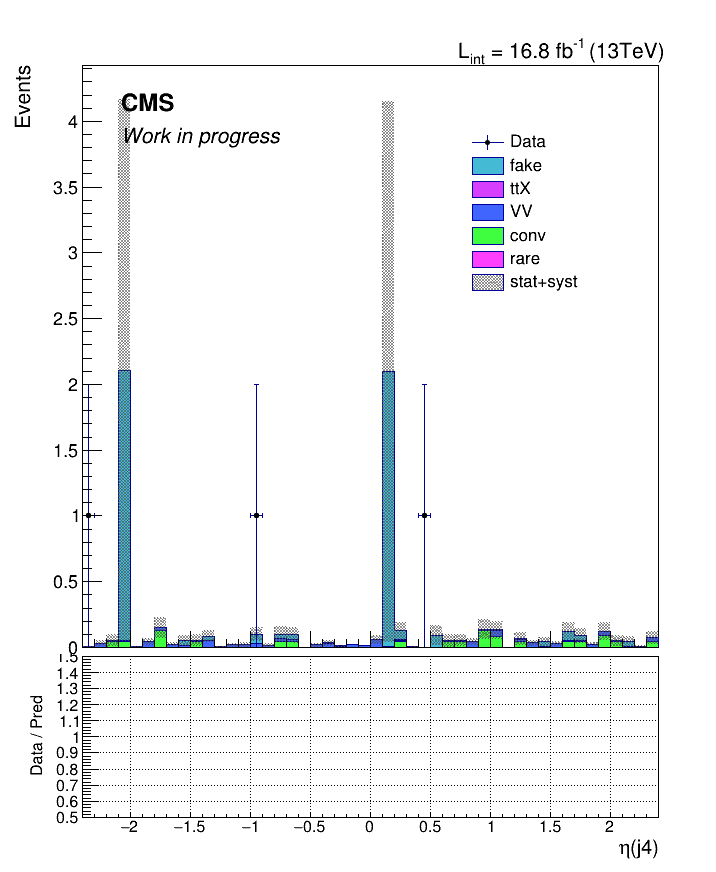 L_int = 16.8 fb^-1 (13TeV)
Events
CMS
Work in progress
Data
fake
ttX
VV
conv
rare
stat+syst
4
3.5
3
2.5
2
1.5
1
0.5
0
Data / Pred
1.5
1.4
1.3
1.2
1.1
1
0.9
0.8
0.7
0.6
0.5
−2 −1.5 −1 −0.5 0 0.5 1 1.5 2
η(j4)